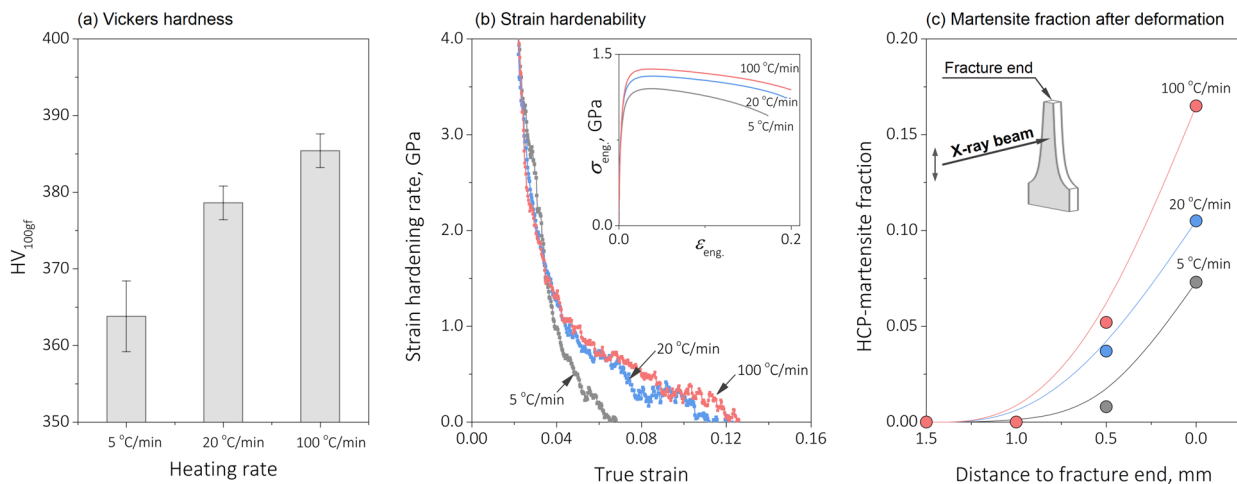 (a) Vickers hardness
HV100gf
400
390
380
370
360
350
5 °C/min
20 °C/min
100 °C/min
Heating rate
(b) Strain hardenability
Strain hardening rate, GPa
4.0
3.0
2.0
1.0
0.0
0.00
0.04
0.08
0.12
0.16
True strain
5 °C/min
20 °C/min
100 °C/min
σeng., GPa
1.5
0.0
0.0
0.2
εeng.
100 °C/min
20 °C/min
5 °C/min
(c) Martensite fraction after deformation
HCP-martensite fraction
0.20
0.15
0.10
0.05
0.00
1.5
1.0
0.5
0.0
Distance to fracture end, mm
Fracture end
X-ray beam
100 °C/min
20 °C/min
5 °C/min